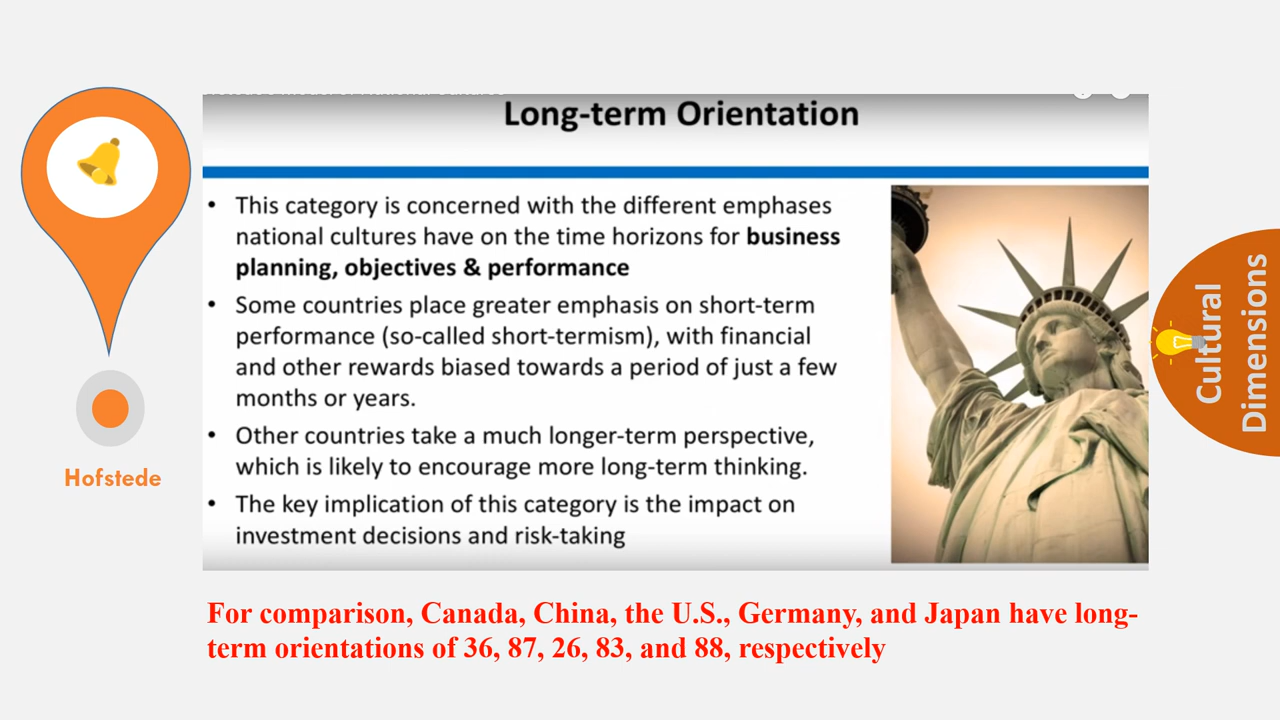 Long-term Orientation
• This category is concerned with the different emphases
national cultures have on the time horizons for business
planning, objectives & performance
• Some countries place greater emphasis on short-term
performance (so-called short-termism), with financial
and other rewards biased towards a period of just a few
months or years.
• Other countries take a much longer-term perspective,
which is likely to encourage more long-term thinking.
• The key implication of this category is the impact on
investment decisions and risk-taking
Hofstede
Cultural
Dimensions
For comparison, Canada, China, the U.S., Germany, and Japan have long-
term orientations of 36, 87, 26, 83, and 88, respectively